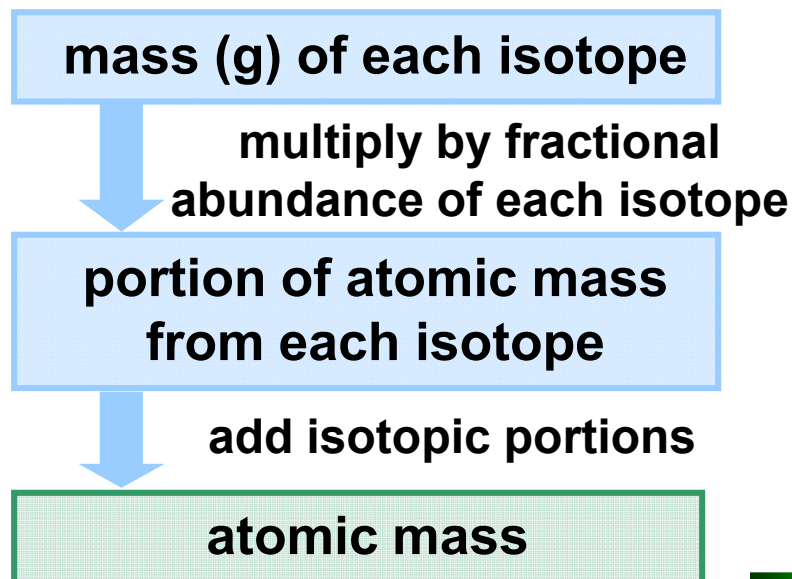 mass (g) of each isotope
multiply by fractional
abundance of each isotope
portion of atomic mass
from each isotope
add isotopic portions
atomic mass